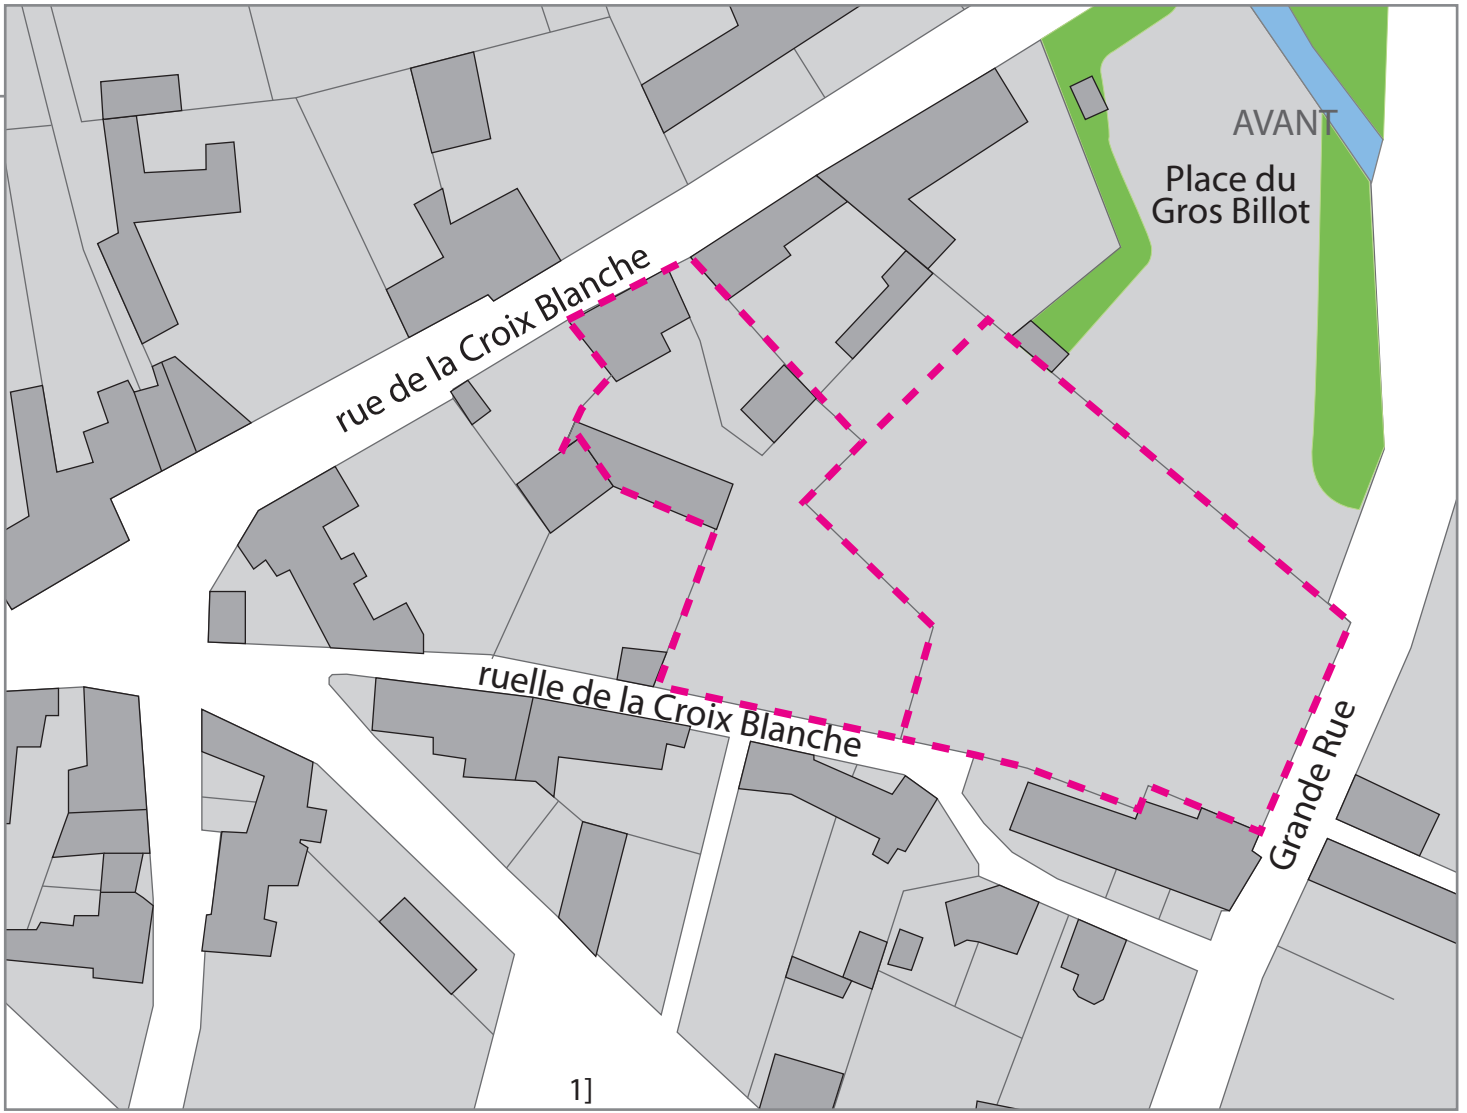 AVANT
Place du
Gros Billot
rue de la Croix Blanche
ruelle de la Croix Blanche
Grande Rue
1]